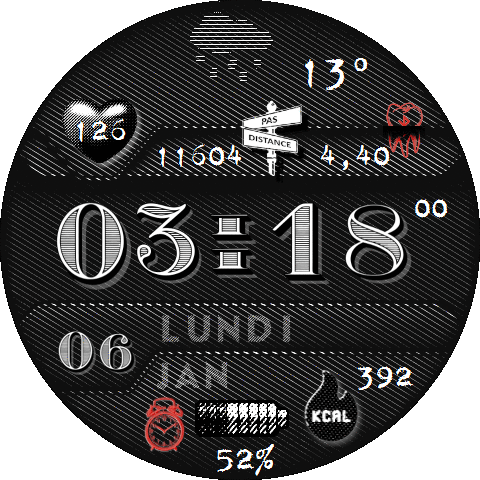 13°
126
PAS
DISTANCE
11604
4,40
03:18
00
06
LUNDI
JAN
392
KCAL
52%